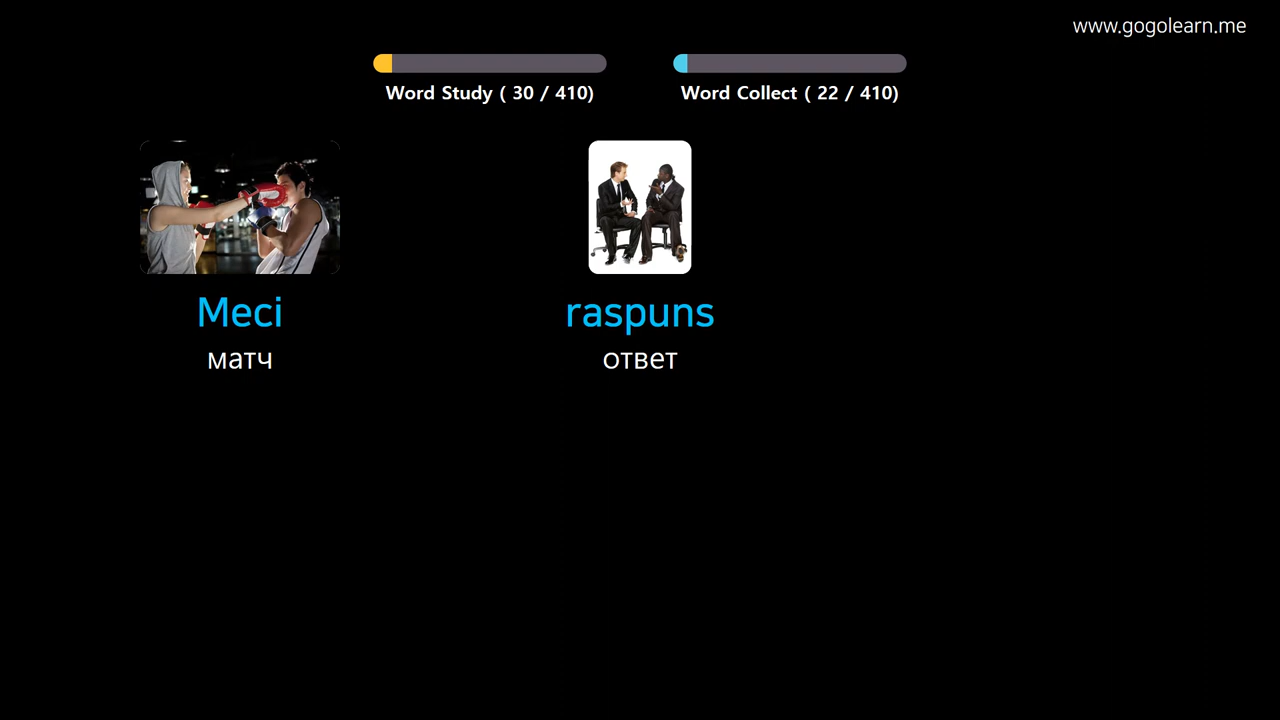 www.gogolearn.me
Word Study ( 30 / 410)
Word Collect ( 22 / 410)
Meci
raspuns
матч
ответ